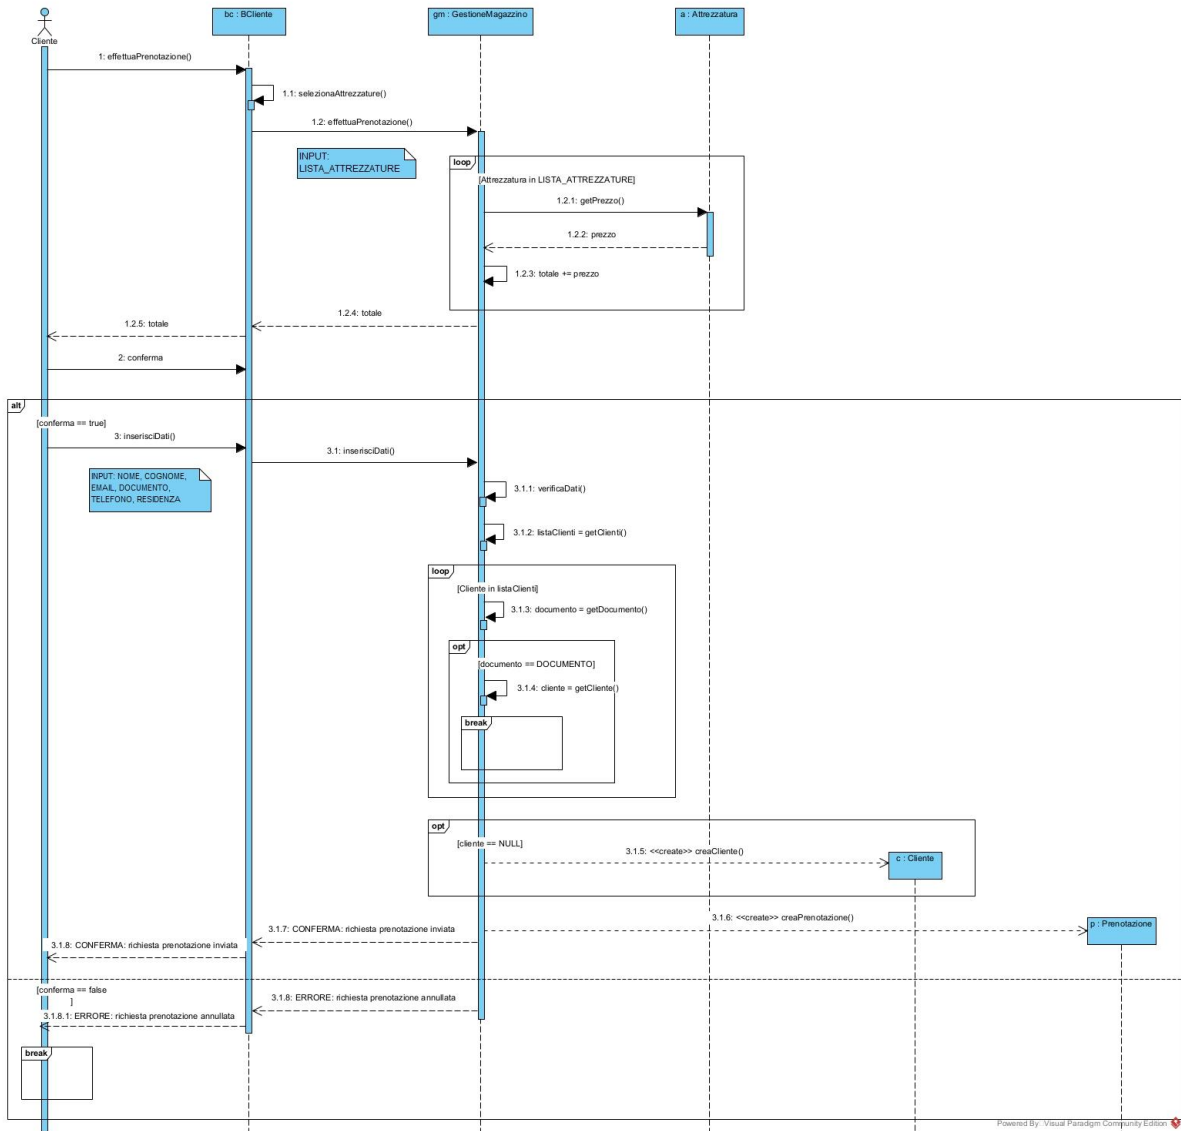 bc : BCliente
gm : GestioneMagazzino
a : Attrezzatura
Cliente
1: effettuaPrenotazione()
1.1: selezionaAttrezzature()
1.2: effettuaPrenotazione()
INPUT:
LISTA_ATTREZZATURE
loop
[Attrezzatura in LISTA_ATTREZZATURE]
1.2.1: getPrezzo()
1.2.2: prezzo
1.2.3: totale += prezzo
1.2.4: totale
1.2.5: totale
2: conferma
alt
[conferma == true]
3: inserisciDati()
3.1: inserisciDati()
INPUT: NOME, COGNOME,
EMAIL, DOCUMENTO,
TELEFONO, RESIDENZA
3.1.1: verificaDati()
3.1.2: listaClienti = getClienti()
loop
[Cliente in listaClienti]
3.1.3: documento = getDocumento()
opt
[documento == DOCUMENTO]
3.1.4: cliente = getCliente()
break
opt
[cliente == NULL]
3.1.5: <<create>> creaCliente()
c : Cliente
3.1.6: <<create>> creaPrenotazione()
p : Prenotazione
3.1.7: CONFERMA: richiesta prenotazione inviata
3.1.8: CONFERMA: richiesta prenotazione inviata
[conferma == false
]
3.1.8: ERRORE: richiesta prenotazione annullata
3.1.8.1: ERRORE: richiesta prenotazione annullata
break
Powered By: Visual Paradigm Community Edition